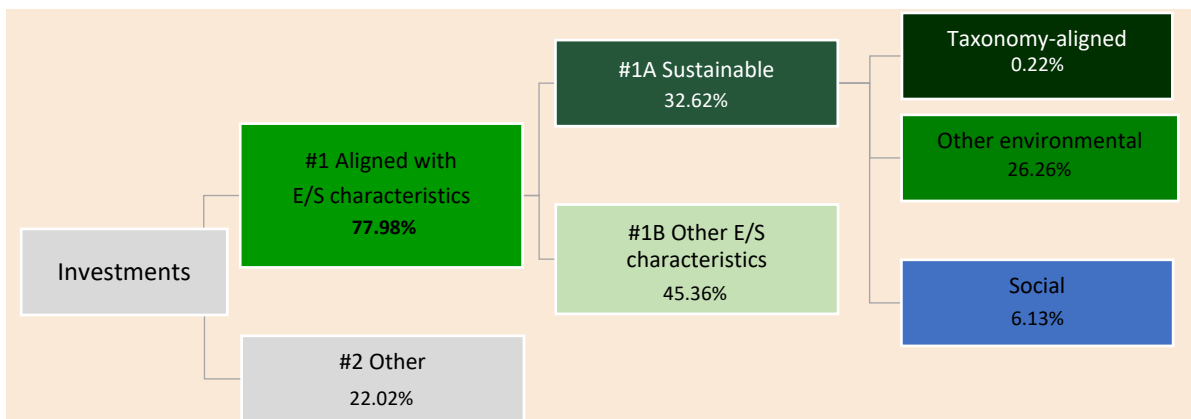 Investments
#1 Aligned with
E/S characteristics
77.98%
#2 Other
22.02%
#1A Sustainable
32.62%
#1B Other E/S
characteristics
45.36%
Taxonomy-aligned
0.22%
Other environmental
26.26%
Social
6.13%